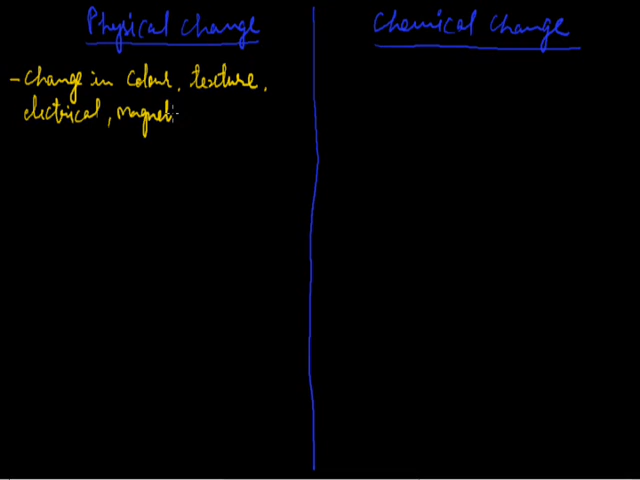 Physical Change
Chemical Change
- Change in Colour, texture,
electrical, magneti